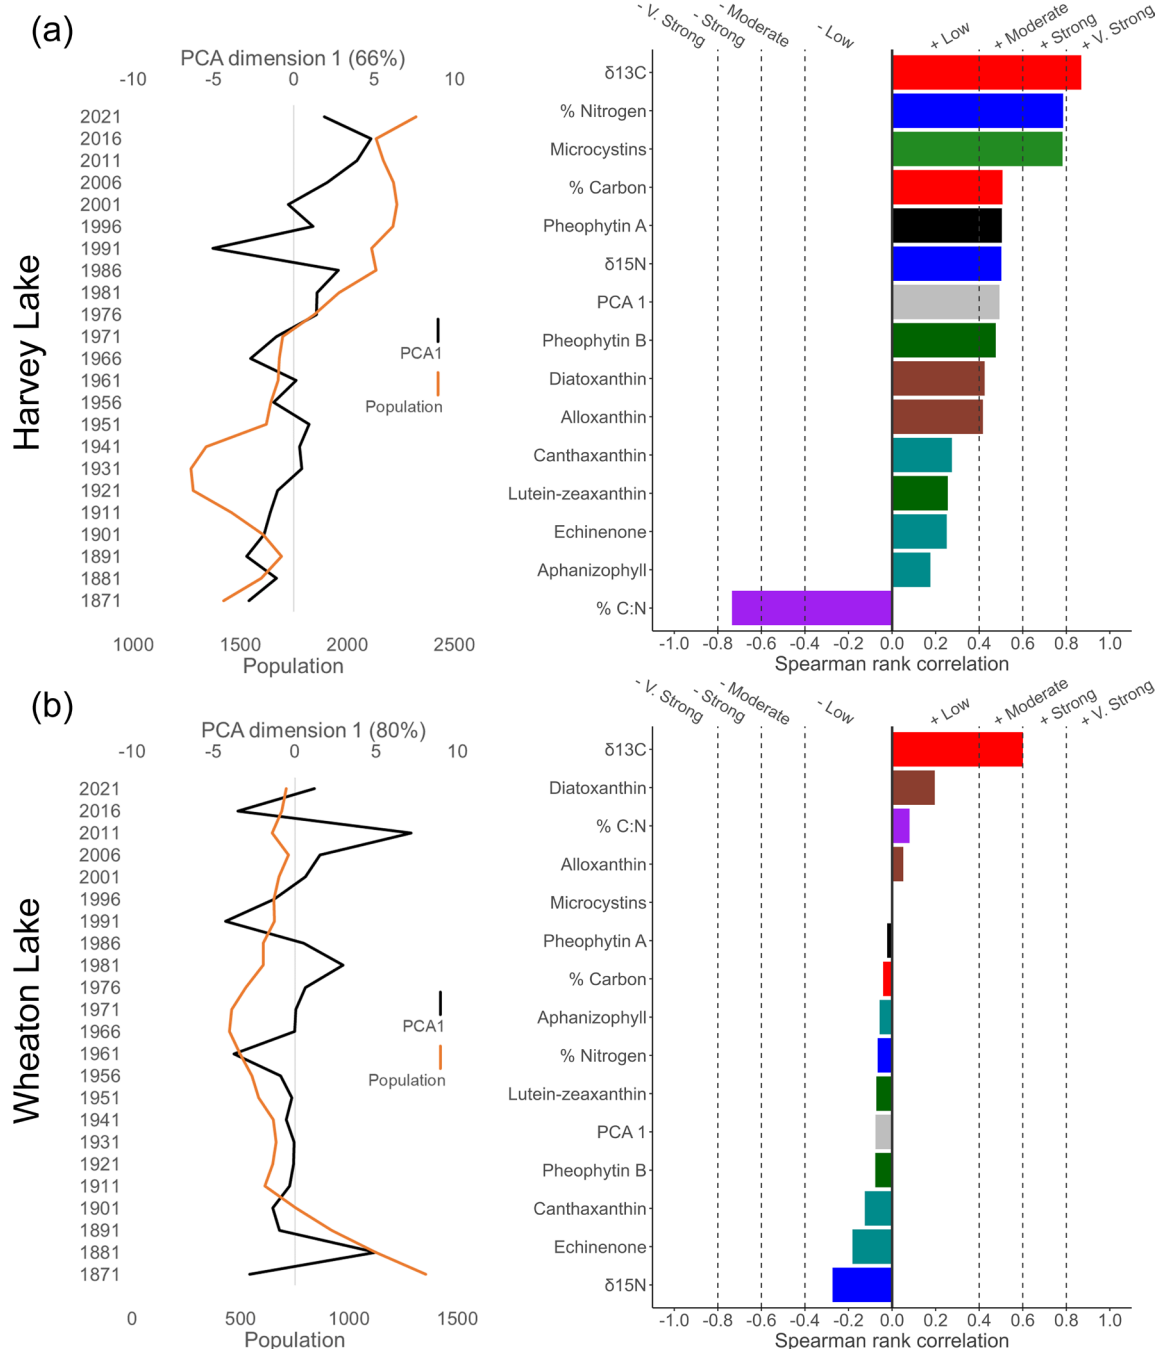 (a)
Harvey Lake
PCA dimension 1 (66%)
-10 -5 0 5 10
2021
2016
2011
2006
2001
1996
1991
1986
1981
1976
1971
1966
1961
1956
1951
1941
1931
1921
1911
1901
1891
1881
1871
PCA1
Population
1000 1500 2000 2500
Population
- V. Strong
- Strong
- Moderate
- Low
+ Low
+ Moderate
+ Strong
+ V. Strong
δ13C
% Nitrogen
Microcystins
% Carbon
Pheophytin A
δ15N
PCA 1
Pheophytin B
Diatoxanthin
Alloxanthin
Canthaxanthin
Lutein-zeaxanthin
Echinenone
Aphanizophyll
% C:N
-1.0 -0.8 -0.6 -0.4 -0.2 0.0 0.2 0.4 0.6 0.8 1.0
Spearman rank correlation
(b)
Wheaton Lake
PCA dimension 1 (80%)
-10 -5 0 5 10
2021
2016
2011
2006
2001
1996
1991
1986
1981
1976
1971
1966
1961
1956
1951
1941
1931
1921
1911
1901
1891
1881
1871
PCA1
Population
0 500 1000 1500
Population
- V. Strong
- Strong
- Moderate
- Low
+ Low
+ Moderate
+ Strong
+ V. Strong
δ13C
Diatoxanthin
% C:N
Alloxanthin
Microcystins
Pheophytin A
% Carbon
Aphanizophyll
% Nitrogen
Lutein-zeaxanthin
PCA 1
Pheophytin B
Canthaxanthin
Echinenone
δ15N
-1.0 -0.8 -0.6 -0.4 -0.2 0.0 0.2 0.4 0.6 0.8 1.0
Spearman rank correlation